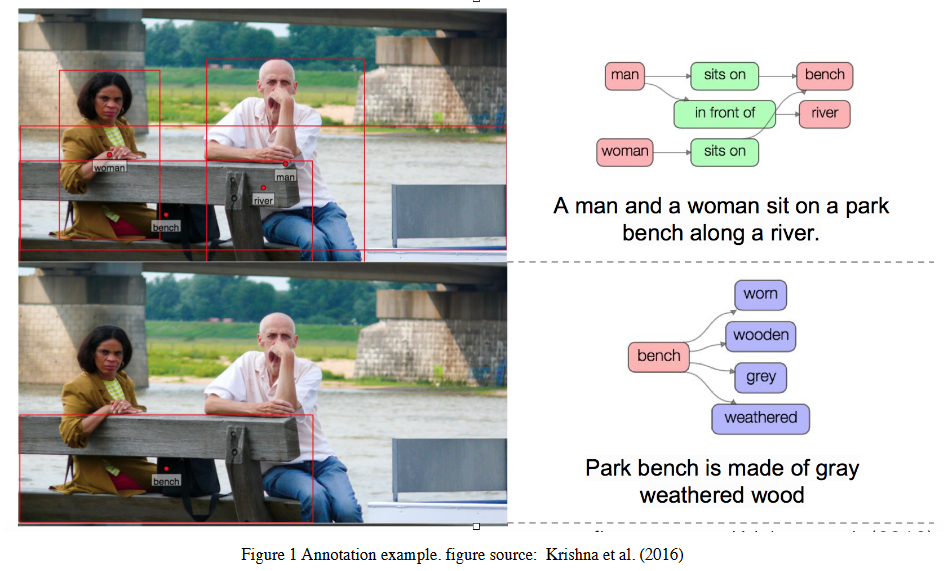 woman
man
river
bench
man
sits on
bench
in front of
river
woman
sits on
A man and a woman sit on a park
bench along a river.
bench
bench
worn
wooden
grey
weathered
Park bench is made of gray
weathered wood
Figure 1 Annotation example. figure source: Krishna et al. (2016)